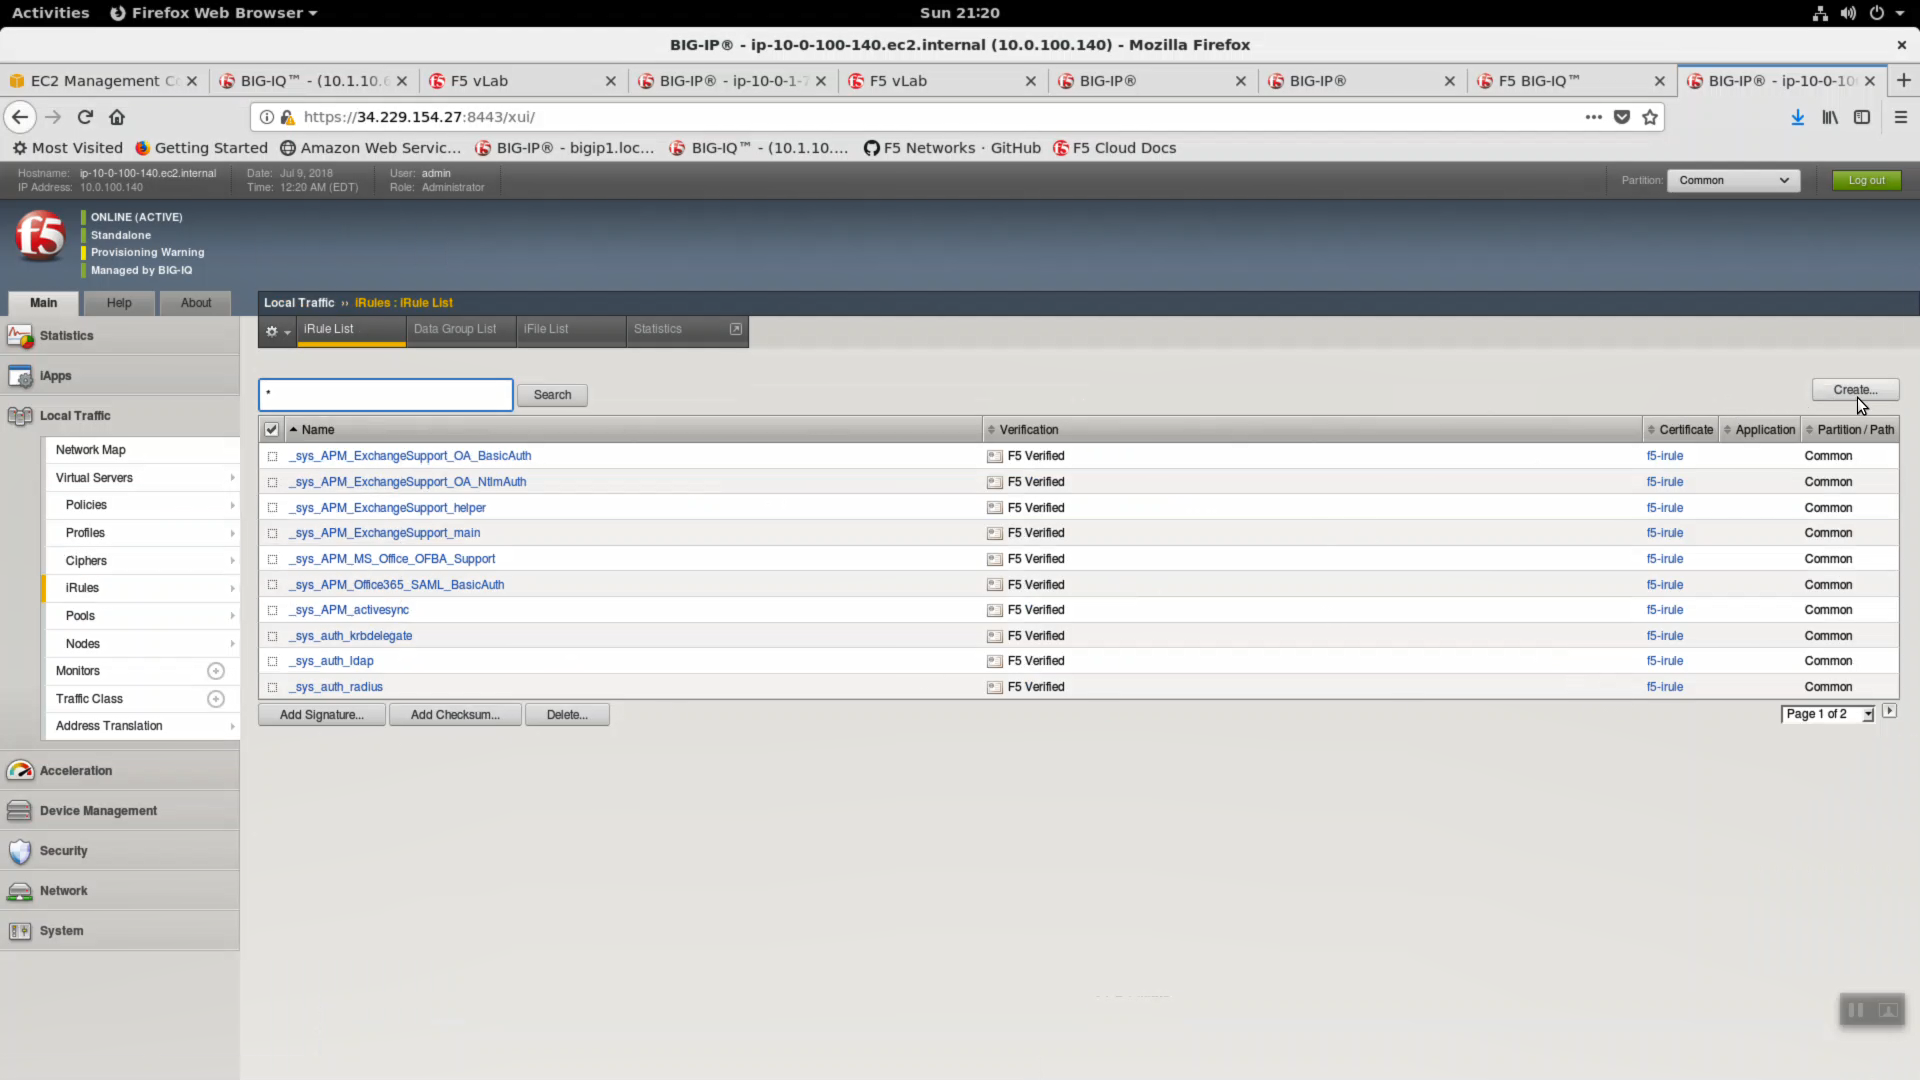 Activities Firefox Web Browser Sun 21:20
BIG-IP® - ip-10-0-100-140.ec2.internal (10.0.100.140) - Mozilla Firefox
EC2 Management C BIG-IQ™ - (10.1.10. F5 vLab BIG-IP® - ip-10-0-1- F5 vLab BIG-IP® BIG-IP® F5 BIG-IQ™ BIG-IP® - ip-10-0-10
https://34.229.154.27:8443/xui/
Most Visited Getting Started Amazon Web Servic... BIG-IP® - bigip1.loc... BIG-IQ™ - (10.1.10.... F5 Networks · GitHub F5 Cloud Docs
Hostname: ip-10-0-100-140.ec2.internal Date: Jul 9, 2018 User: admin
IP Address: 10.0.100.140 Time: 12:20 AM (EDT) Role: Administrator
Partition: Common Log out
f5
ONLINE (ACTIVE)
Standalone
Provisioning Warning
Managed by BIG-IQ
Main Help About
Local Traffic ›› iRules : iRule List
iRule List Data Group List iFile List Statistics
Statistics
iApps
Local Traffic
Network Map
Virtual Servers
Policies
Profiles
Ciphers
iRules
Pools
Nodes
Monitors
Traffic Class
Address Translation
Acceleration
Device Management
Security
Network
System
* Search Create...
Name Verification Certificate Application Partition / Path
_sys_APM_ExchangeSupport_OA_BasicAuth F5 Verified f5-irule Common
_sys_APM_ExchangeSupport_OA_NtlmAuth F5 Verified f5-irule Common
_sys_APM_ExchangeSupport_helper F5 Verified f5-irule Common
_sys_APM_ExchangeSupport_main F5 Verified f5-irule Common
_sys_APM_MS_Office_OFBA_Support F5 Verified f5-irule Common
_sys_APM_Office365_SAML_BasicAuth F5 Verified f5-irule Common
_sys_APM_activesync F5 Verified f5-irule Common
_sys_auth_krbdelegate F5 Verified f5-irule Common
_sys_auth_ldap F5 Verified f5-irule Common
_sys_auth_radius F5 Verified f5-irule Common
Add Signature... Add Checksum... Delete... Page 1 of 2